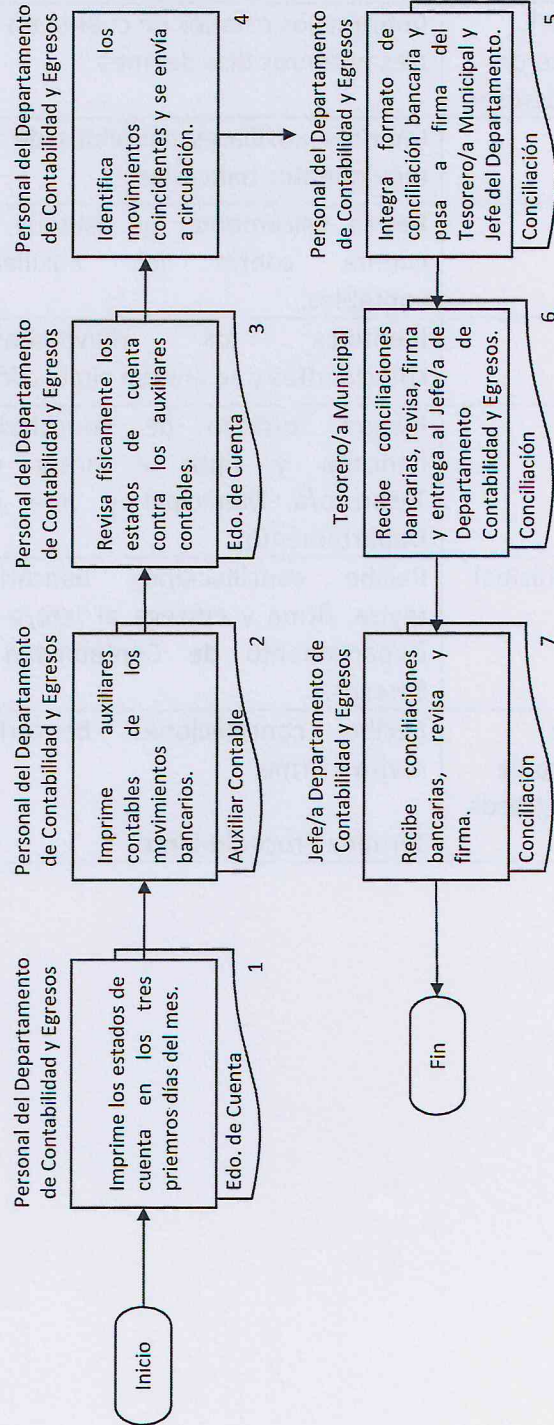 Inicio
Personal del Departamento
de Contabilidad y Egresos
Imprime los estados de
cuenta en los tres
priemros días del mes.
Edo. de Cuenta
1
Personal del Departamento
de Contabilidad y Egresos
Imprime auxiliares
contables de los
movimientos
bancarios.
Auxiliar Contable
2
Personal del Departamento
de Contabilidad y Egresos
Revisa físicamente los
estados de cuenta
contra los auxiliares
contables.
Edo. de Cuenta
3
Personal del Departamento
de Contabilidad y Egresos
Identifica los
movimientos
coincidentes y se envía
a circulación
4
Personal del Departamento
de Contabilidad y Egresos
Integra formato de
conciliación bancaria y
pasa a firma del
Tesorero/a Municipal y
Jefe del Departamento.
Conciliación
5
Tesorero/a Municipal
Recibe conciliaciones
bancarias, revisa, firma
y entrega al Jefe/a de
Departamento de
Contabilidad y Egresos.
Conciliación
6
Jefe/a Departamento de
Contabilidad y Egresos
Recibe conciliaciones
bancarias, revisa y
firma.
Conciliación
7
Fin